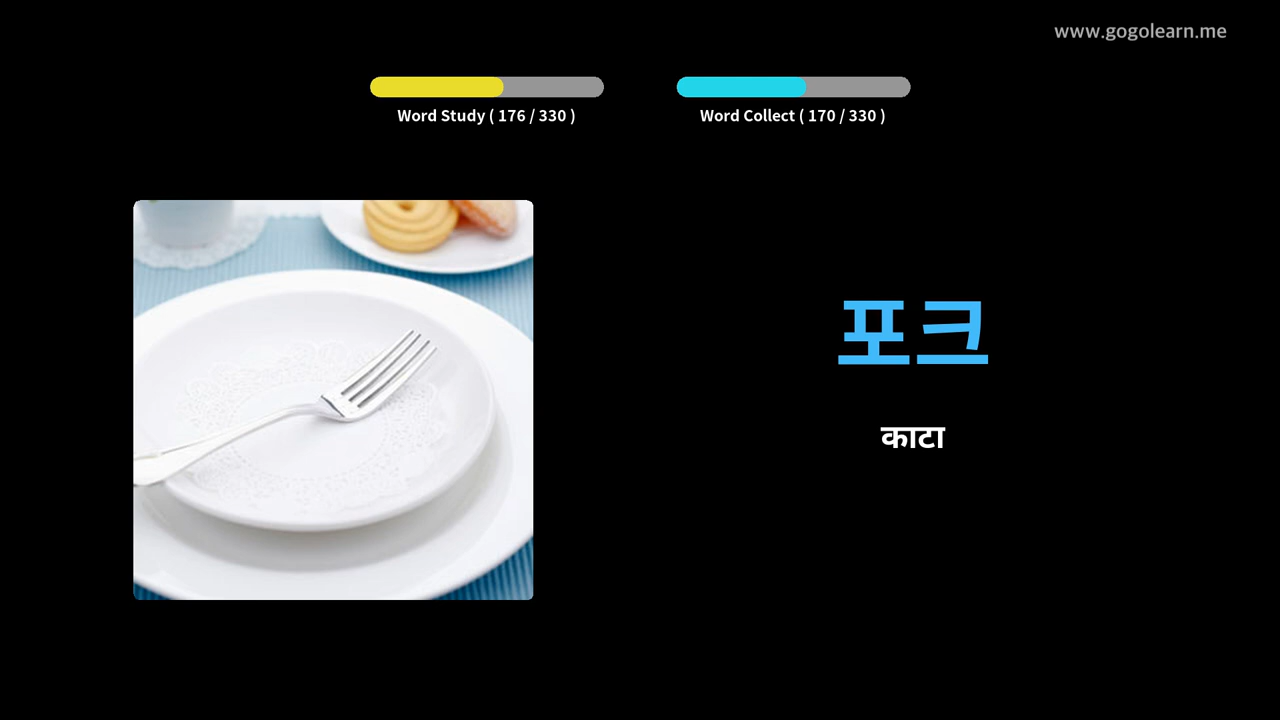 www.gogolearn.me
Word Study ( 176 / 330 )
Word Collect ( 170 / 330 )
포크
काटा